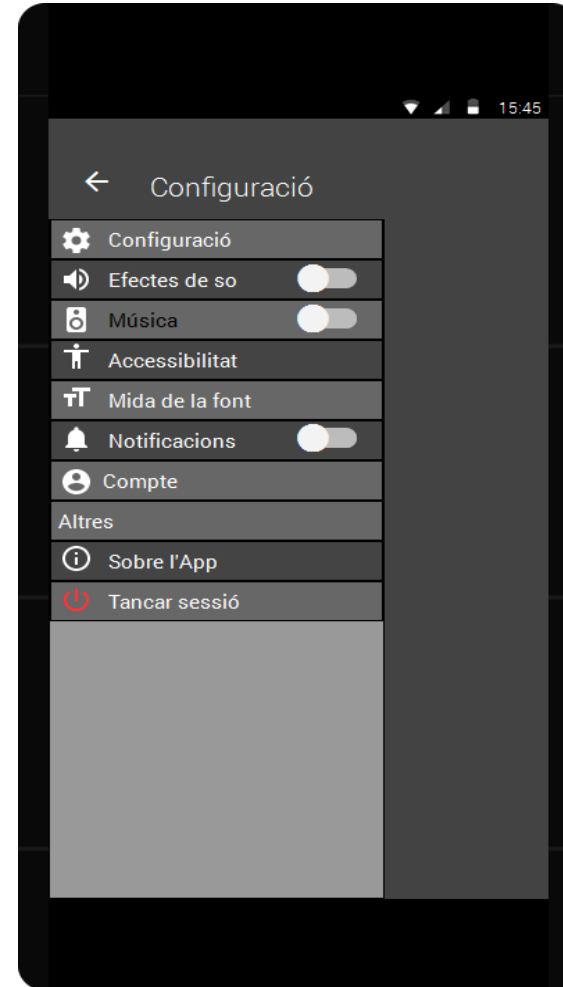 15:45
Configuració
Configuració
Efectes de so
Música
Accessibilitat
Mida de la font
Notificacions
Compte
Altres
Sobre l'App
Tancar sessió